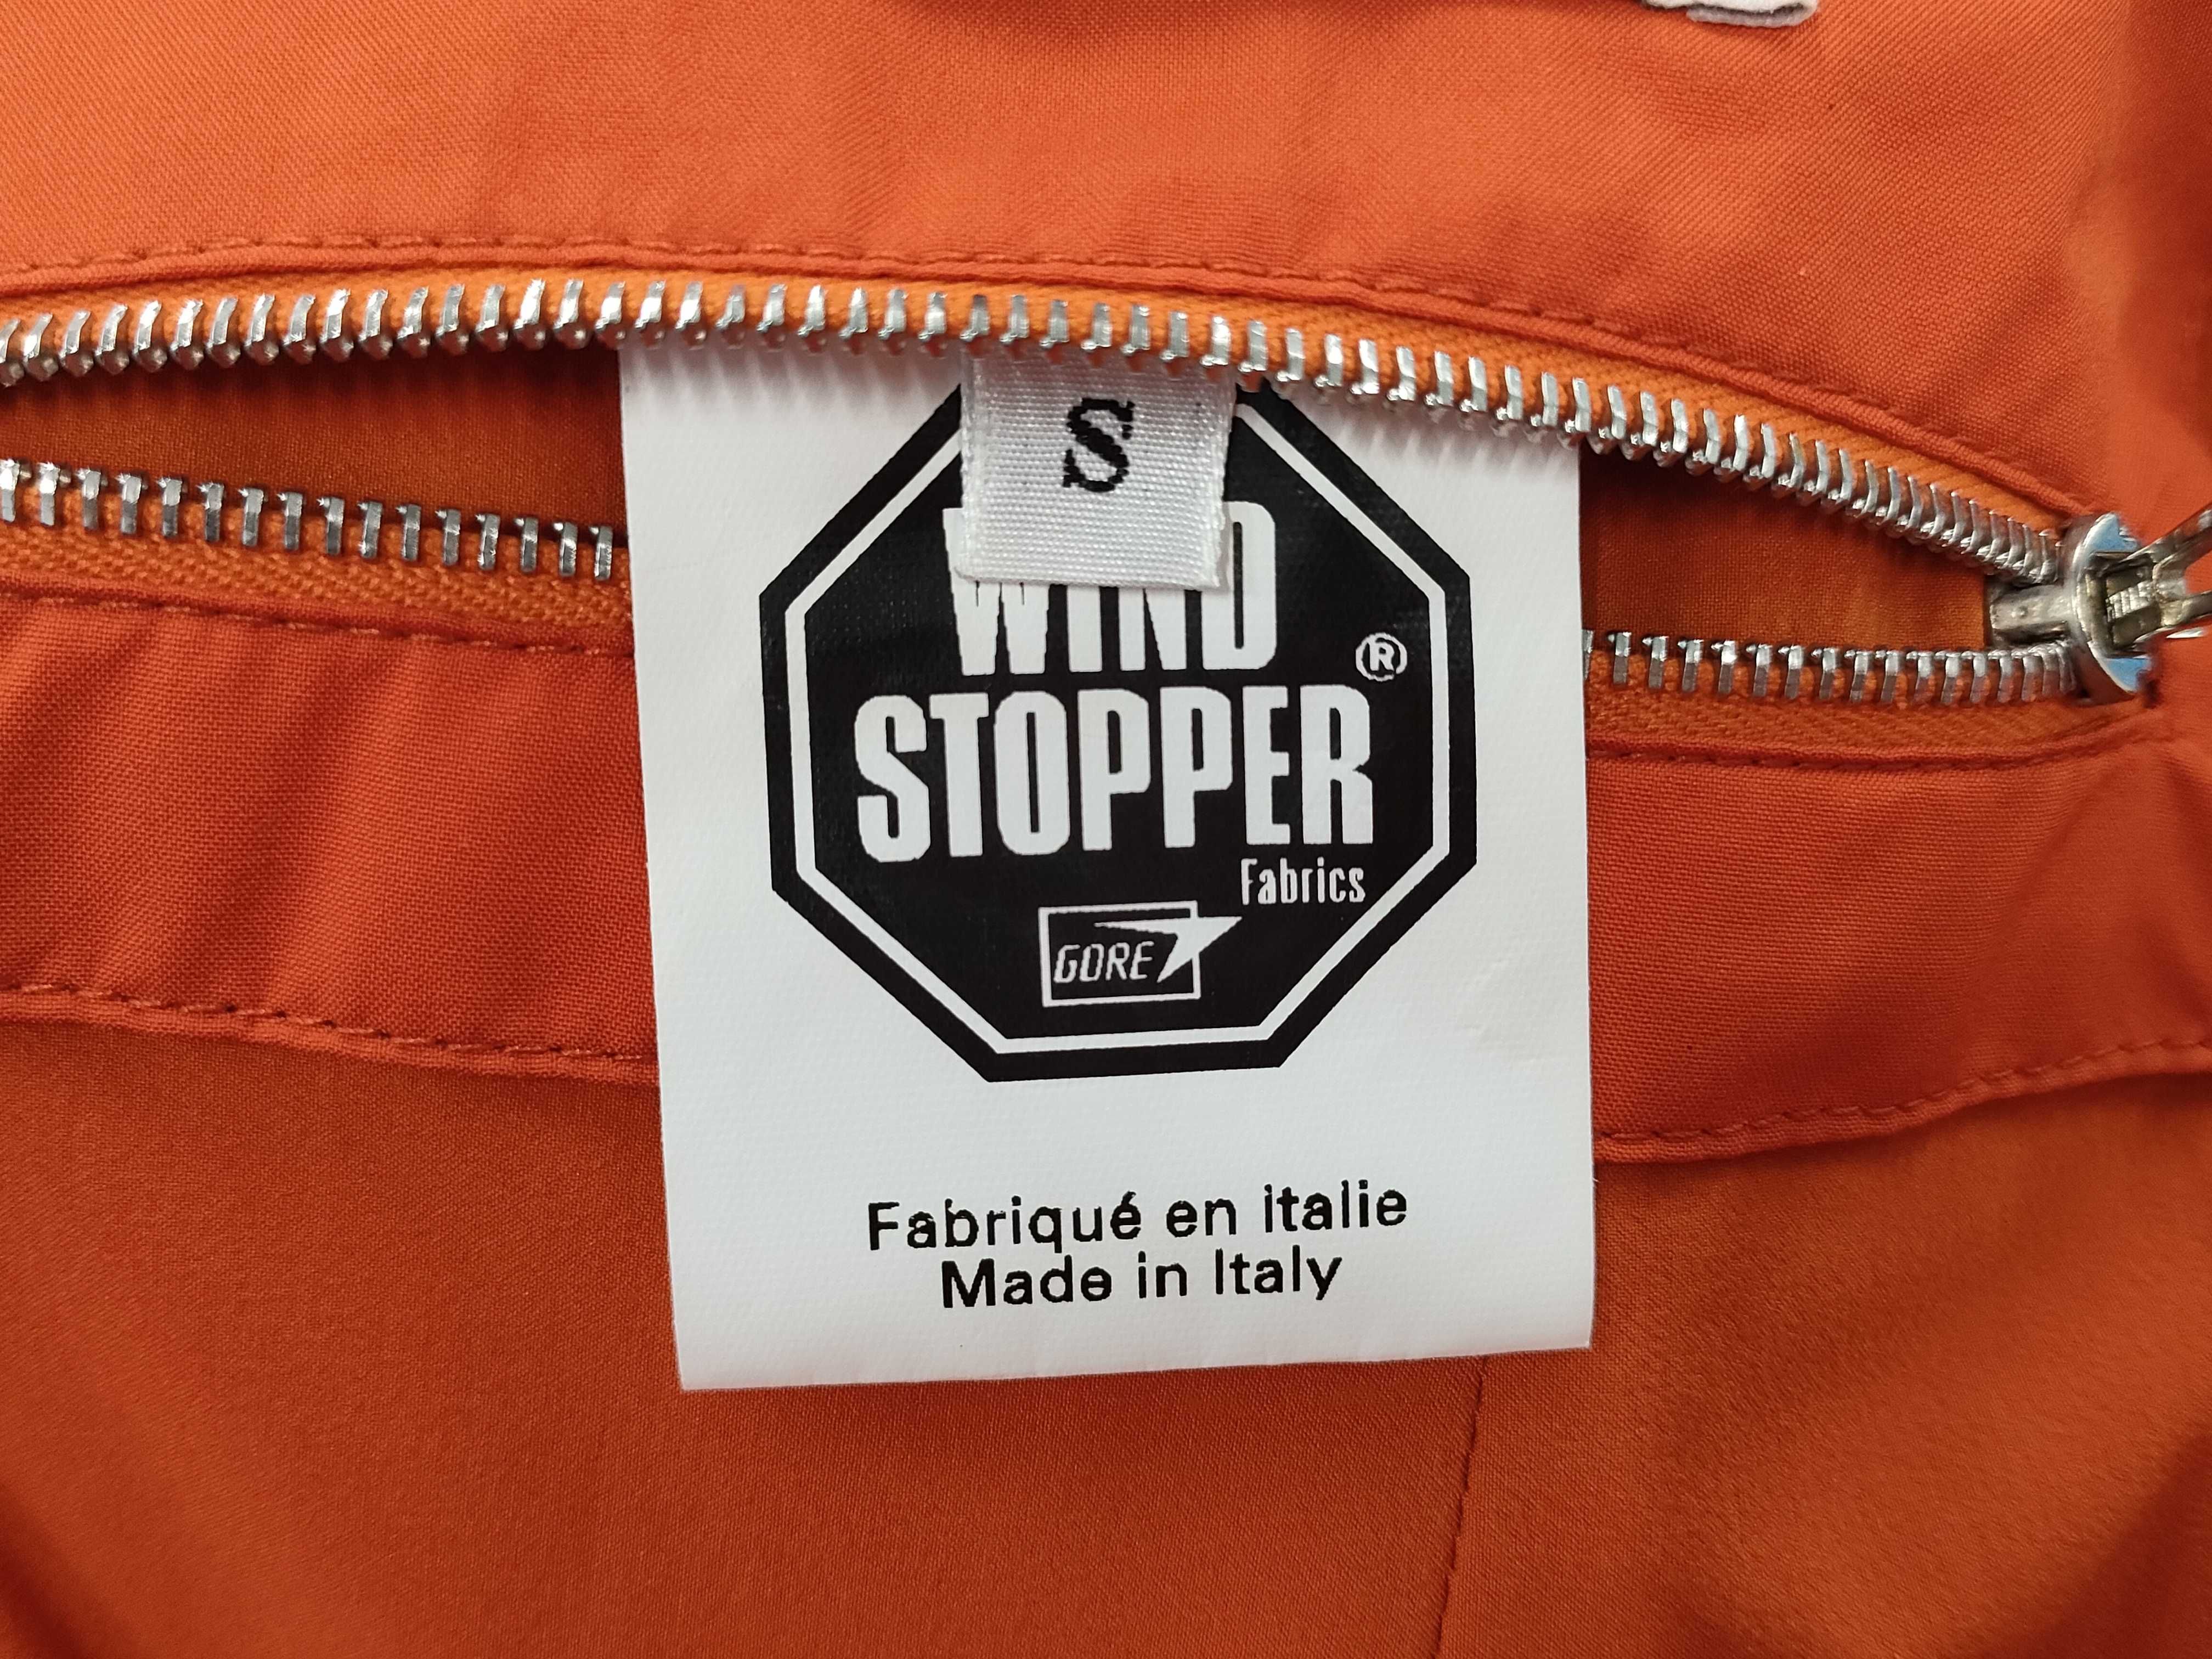 S
WIND
STOPPER®
Fabrics
GORE
Fabriqué en italie
Made in Italy